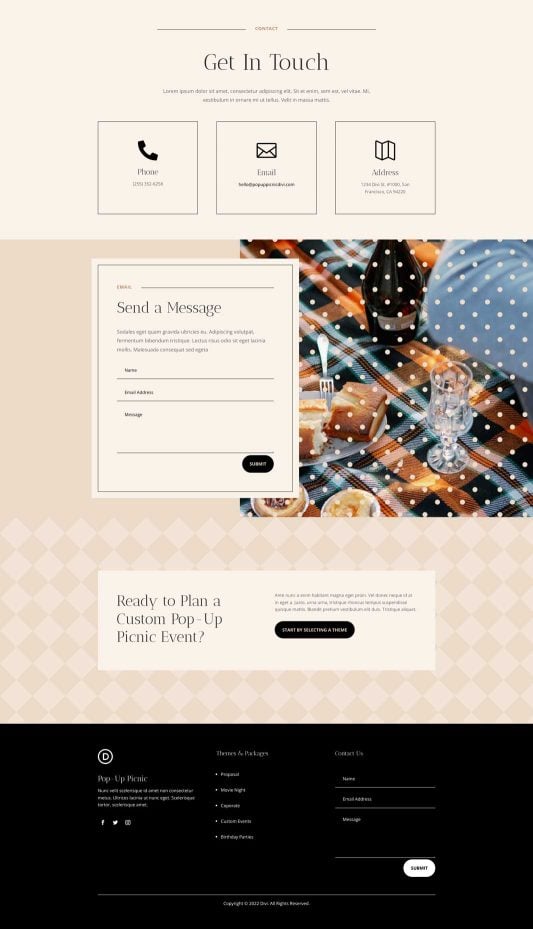 CONTACT
Get In Touch
Lorem ipsum dolor sit amet, consectetur adipiscing elit. Sit et enim, sem est, vel vitae. Mi,
vestibulum in ornare mi ut tellus. Velit in massa mattis.
Phone
(255) 352-6258
Email
hello@popuppicnicdivi.com
Address
1234 Divi St. #1000, San
Francisco, CA 94220
EMAIL
Send a Message
Sodales eget quam gravida ultricies eu. Adipiscing volutpat,
fermentum bibendum tristique. Lectus risus odio sit eget lacinia
mollis. Malesuada consequat sed egeta
Name
Email Address
Message
SUBMIT
Ready to Plan a
Custom Pop-Up
Picnic Event?
Ante nunc a enim habitant magna eget proin. Vel donec neque id at
in eget a. Justo, urna urna, tristique rhoncus tempus suspendisse
quisque mattis. Blandit pretium vestibulum elit duis. Tristique aliquet.
START BY SELECTING A THEME
D
Pop-Up Picnic
Nunc velit scelerisque id amet non consectetur
metus. Ultrices lacinia at nunc eget. Scelerisque
tortor, scelerisque amet.
Themes & Packages
Proposal
Movie Night
Coporate
Custom Events
Birthday Parties
Contact Us
Name
Email Address
Message
SUBMIT
Copyright © 2022 Divi. All Rights Reserved.